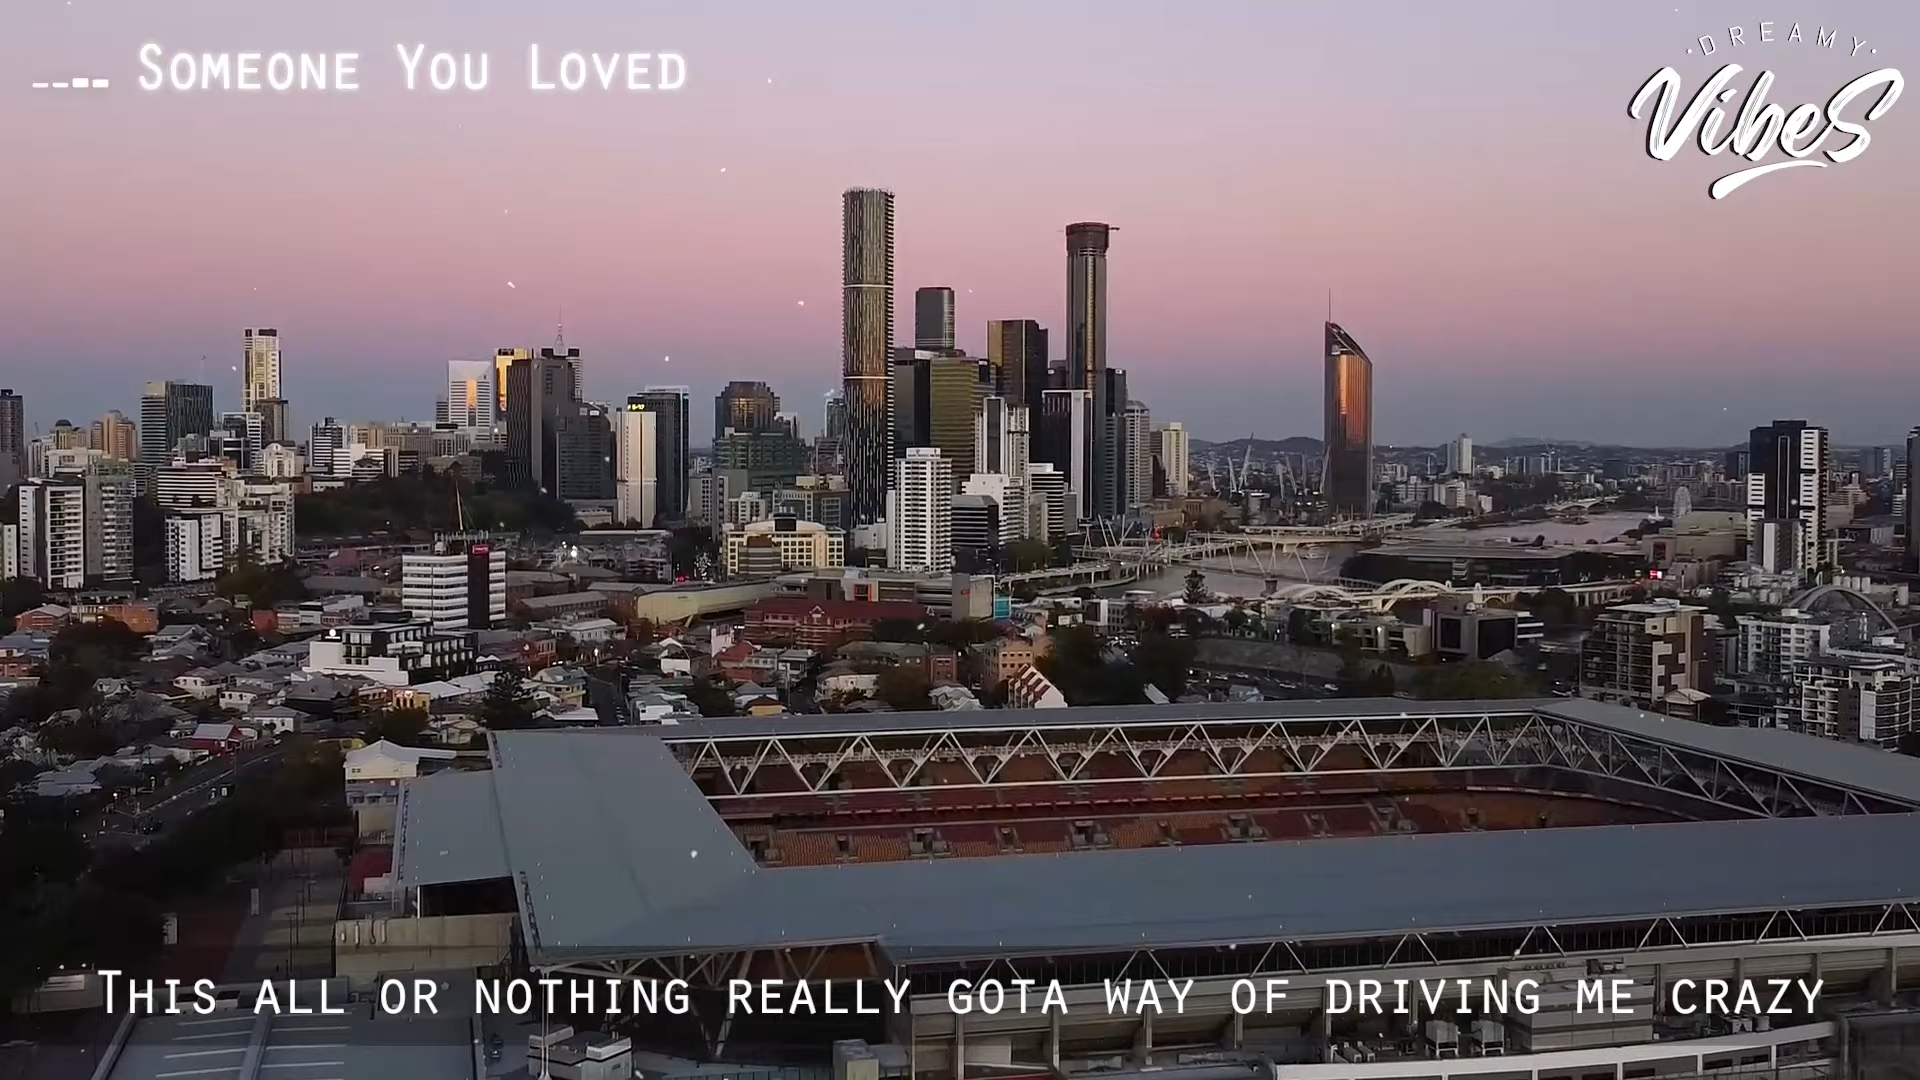 Someone You Loved
DREAMY
Vibes
This all or nothing really gota way of driving me crazy